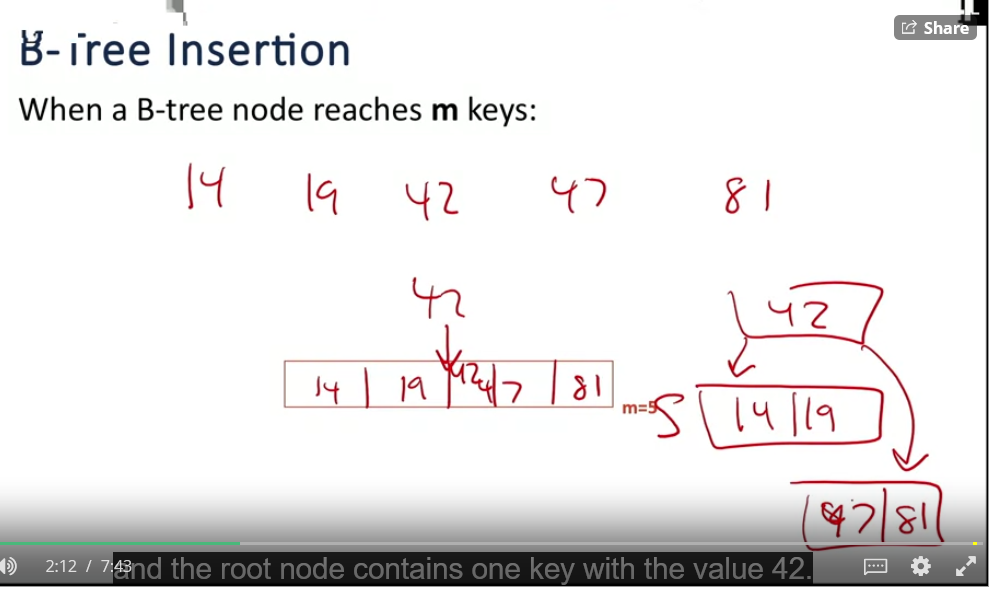 Share
B-Tree Insertion
When a B-tree node reaches m keys:
14 19 42 47 81
42
42
14 | 19 | 42 47 | 81
m=5 5
14 | 19
47 | 81
2:12 / 7:43
and the root node contains one key with the value 42.